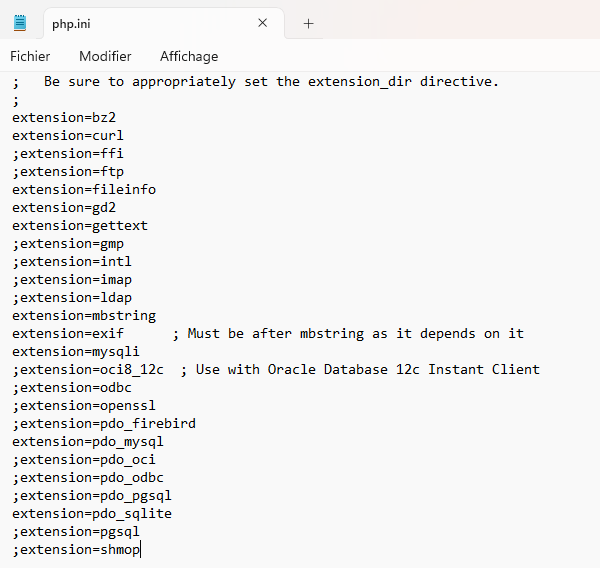 php.ini
Fichier Modifier Affichage
;   Be sure to appropriately set the extension_dir directive.
;
extension=bz2
extension=curl
;extension=ffi
;extension=ftp
extension=fileinfo
extension=gd2
extension=gettext
;extension=gmp
;extension=intl
;extension=imap
;extension=ldap
extension=mbstring
extension=exif      ; Must be after mbstring as it depends on it
extension=mysqli
;extension=oci8_12c  ; Use with Oracle Database 12c Instant Client
;extension=odbc
;extension=openssl
;extension=pdo_firebird
extension=pdo_mysql
;extension=pdo_oci
;extension=pdo_odbc
;extension=pdo_pgsql
extension=pdo_sqlite
;extension=pgsql
;extension=shmop